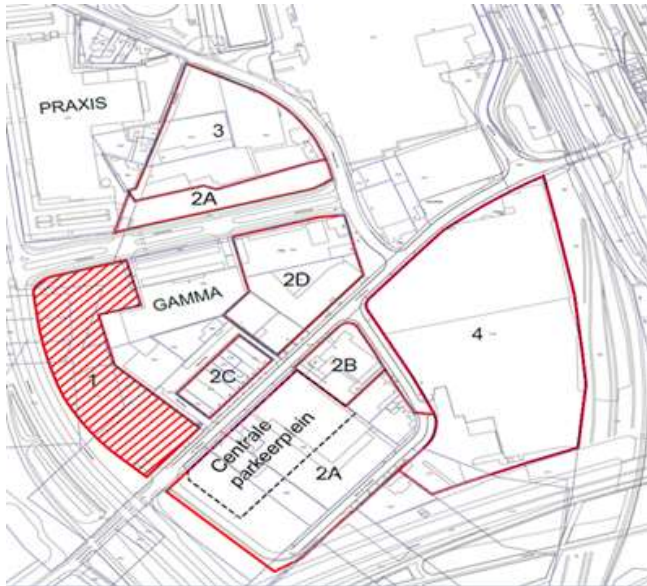 PRAXIS
3
2A
2D
GAMMA
4
1
2C
2B
Centrale
parkeerplein
2A